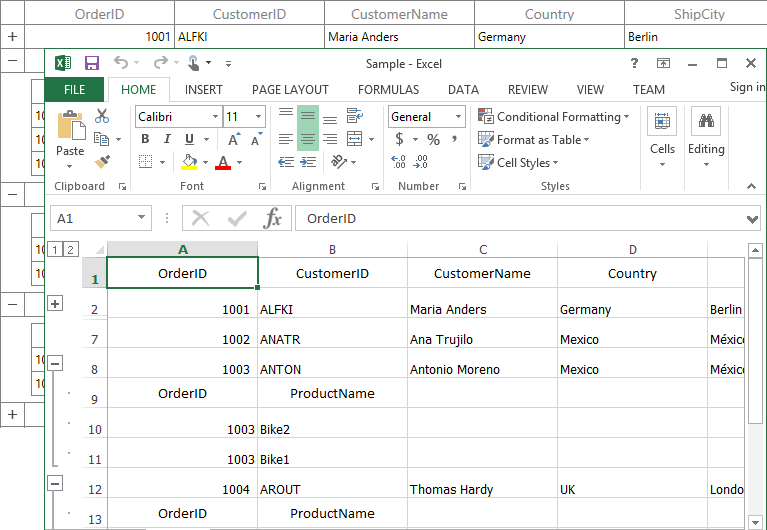 OrderID CustomerID CustomerName Country ShipCity
+ 1001 ALFKI Maria Anders Germany Berlin
Sample - Excel ?
FILE HOME INSERT PAGE LAYOUT FORMULAS DATA REVIEW VIEW TEAM Sign in
Paste Calibri 11 General Conditional Formatting
B I U A A $ % , Format as Table Cells Editing
A .00 Cell Styles
Clipboard Font Alignment Number Styles
A1 fx OrderID
1 2 A B C D
1 OrderID CustomerID CustomerName Country
2 1001 ALFKI Maria Anders Germany Berlin
7 1002 ANATR Ana Trujilo Mexico
8 1003 ANTON Antonio Moreno Mexico
9 OrderID ProductName
10 1003 Bike2
11 1003 Bike1
12 1004 AROUT Thomas Hardy UK Londo
13 OrderID ProductName